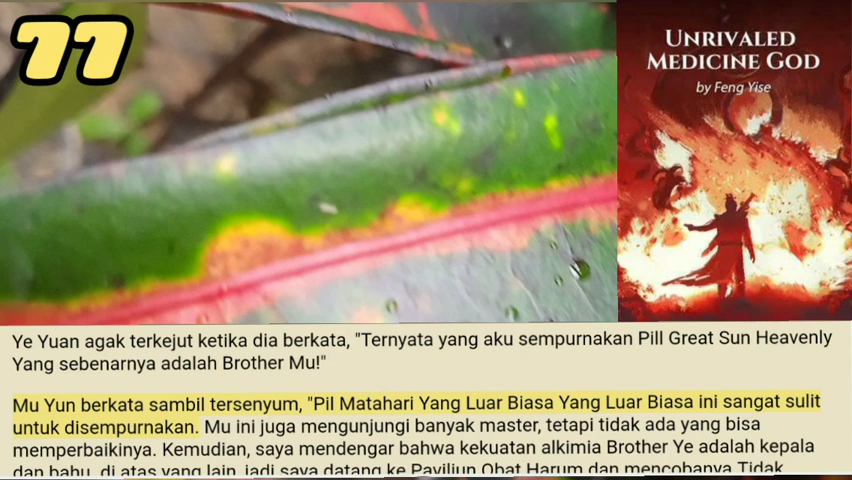 77
UNRIVALED
MEDICINE GOD
by Feng Yise
Ye Yuan agak terkejut ketika dia berkata, "Ternyata yang aku sempurnakan Pill Great Sun Heavenly
Yang sebenarnya adalah Brother Mu!"
Mu Yun berkata sambil tersenyum, "Pil Matahari Yang Luar Biasa Yang Luar Biasa ini sangat sulit
untuk disempurnakan. Mu ini juga mengunjungi banyak master, tetapi tidak ada yang bisa
memperbaikinya. Kemudian, saya mendengar bahwa kekuatan alkimia Brother Ye adalah kepala
dan bahu di atas yang lain, jadi saya datang ke Paviliun Obat Harum dan mencobanya Tidak